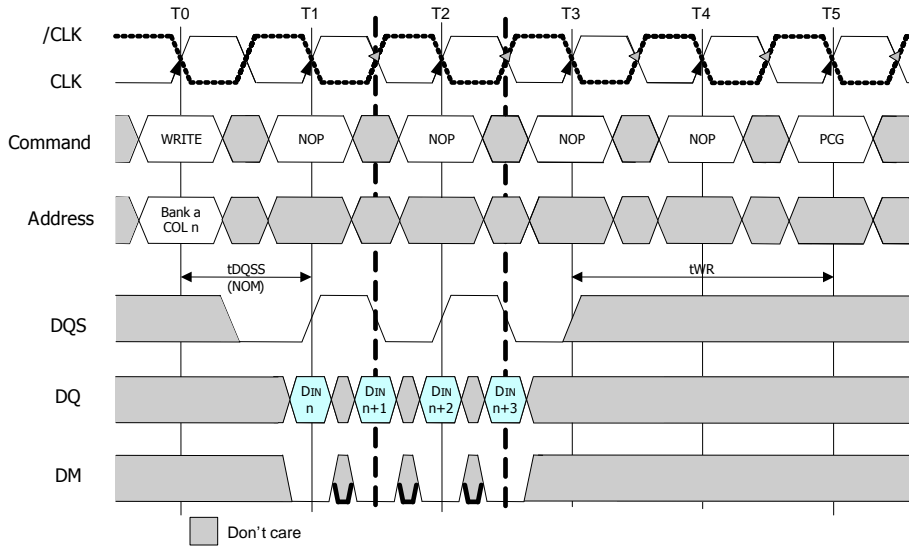 T0 T1 T2 T3 T4 T5
/CLK
CLK
Command WRITE NOP NOP NOP NOP PCG
Address Bank a
COL n
tDQSS
(NOM)
tWR
DQS
DQ DIN DIN DIN DIN
n n+1 n+2 n+3
DM
Don't care